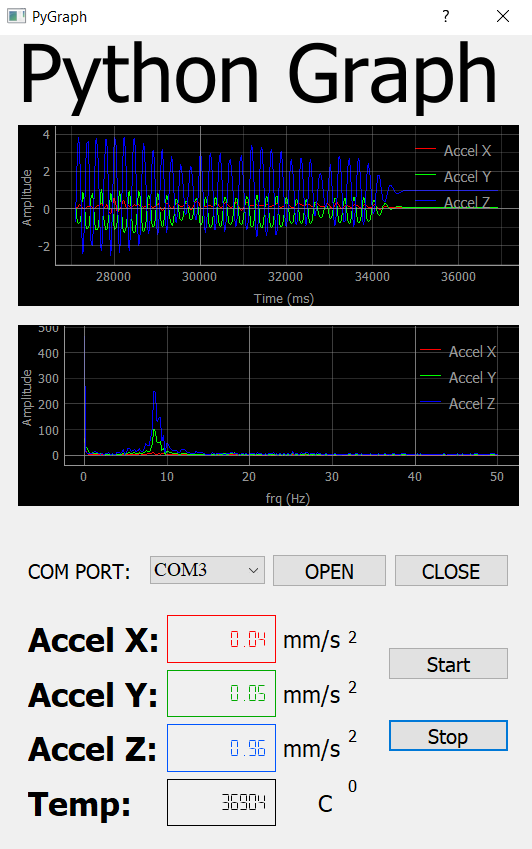 PyGraph ?
Python Graph
4
2
0
-2
Amplitude
Accel X
Accel Y
Accel Z
28000 30000 32000 34000 36000
Time (ms)
500
400
300
200
100
0
Amplitude
Accel X
Accel Y
Accel Z
0 10 20 30 40 50
frq (Hz)
COM PORT: COM3 OPEN CLOSE
Accel X: 0.04 mm/s 2
Start
Accel Y: 0.05 mm/s 2
Accel Z: 0.96 mm/s 2
Stop
Temp: 36904 C 0